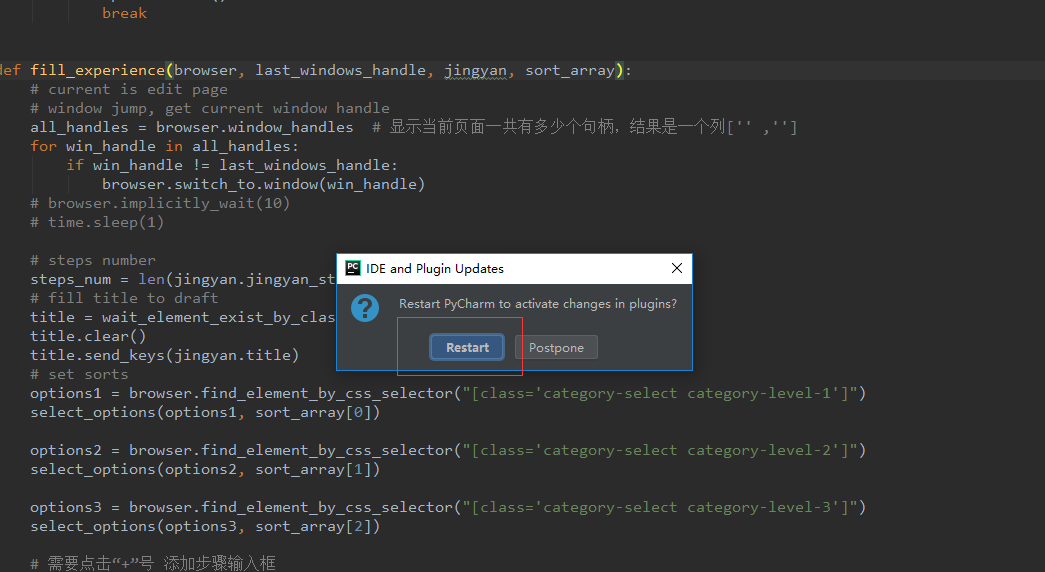 break
def fill_experience(browser, last_windows_handle, jingyan, sort_array):
# current is edit page
# window jump, get current window handle
all_handles = browser.window_handles  # 显示当前页面一共有多少个句柄，结果是一个列['' ,'']
for win_handle in all_handles:
if win_handle != last_windows_handle:
browser.switch_to.window(win_handle)
# browser.implicitly_wait(10)
# time.sleep(1)
# steps number
steps_num = len(jingyan.jingyan_st
# fill title to draft
title = wait_element_exist_by_clas
title.clear()
title.send_keys(jingyan.title)
# set sorts
PC IDE and Plugin Updates
Restart PyCharm to activate changes in plugins?
Restart Postpone
options1 = browser.find_element_by_css_selector("[class='category-select category-level-1']")
select_options(options1, sort_array[0])
options2 = browser.find_element_by_css_selector("[class='category-select category-level-2']")
select_options(options2, sort_array[1])
options3 = browser.find_element_by_css_selector("[class='category-select category-level-3']")
select_options(options3, sort_array[2])
# 需要点击“+”号 添加步骤输入框